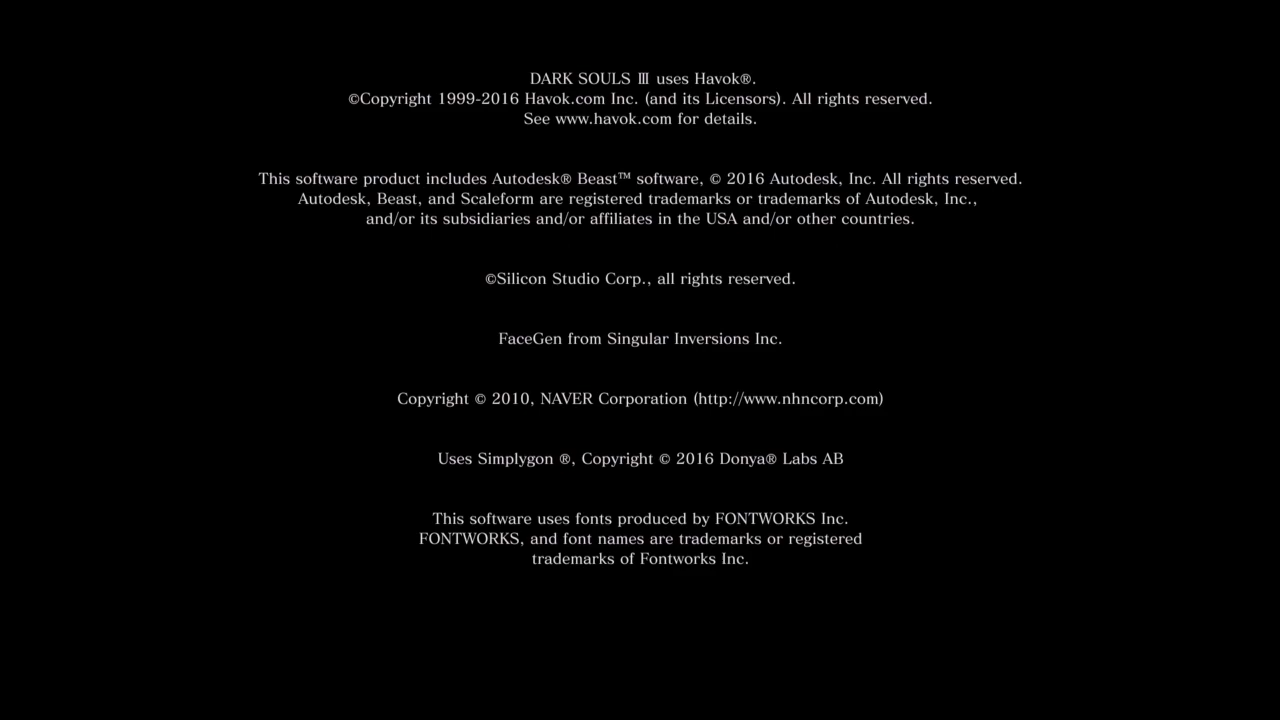 DARK SOULS Ⅲ uses Havok®.
©Copyright 1999-2016 Havok.com Inc. (and its Licensors). All rights reserved.
See www.havok.com for details.
This software product includes Autodesk® Beast™ software, © 2016 Autodesk, Inc. All rights reserved.
Autodesk, Beast, and Scaleform are registered trademarks or trademarks of Autodesk, Inc.,
and/or its subsidiaries and/or affiliates in the USA and/or other countries.
©Silicon Studio Corp., all rights reserved.
FaceGen from Singular Inversions Inc.
Copyright © 2010, NAVER Corporation (http://www.nhncorp.com)
Uses Simplygon ®, Copyright © 2016 Donya® Labs AB
This software uses fonts produced by FONTWORKS Inc.
FONTWORKS, and font names are trademarks or registered
trademarks of Fontworks Inc.